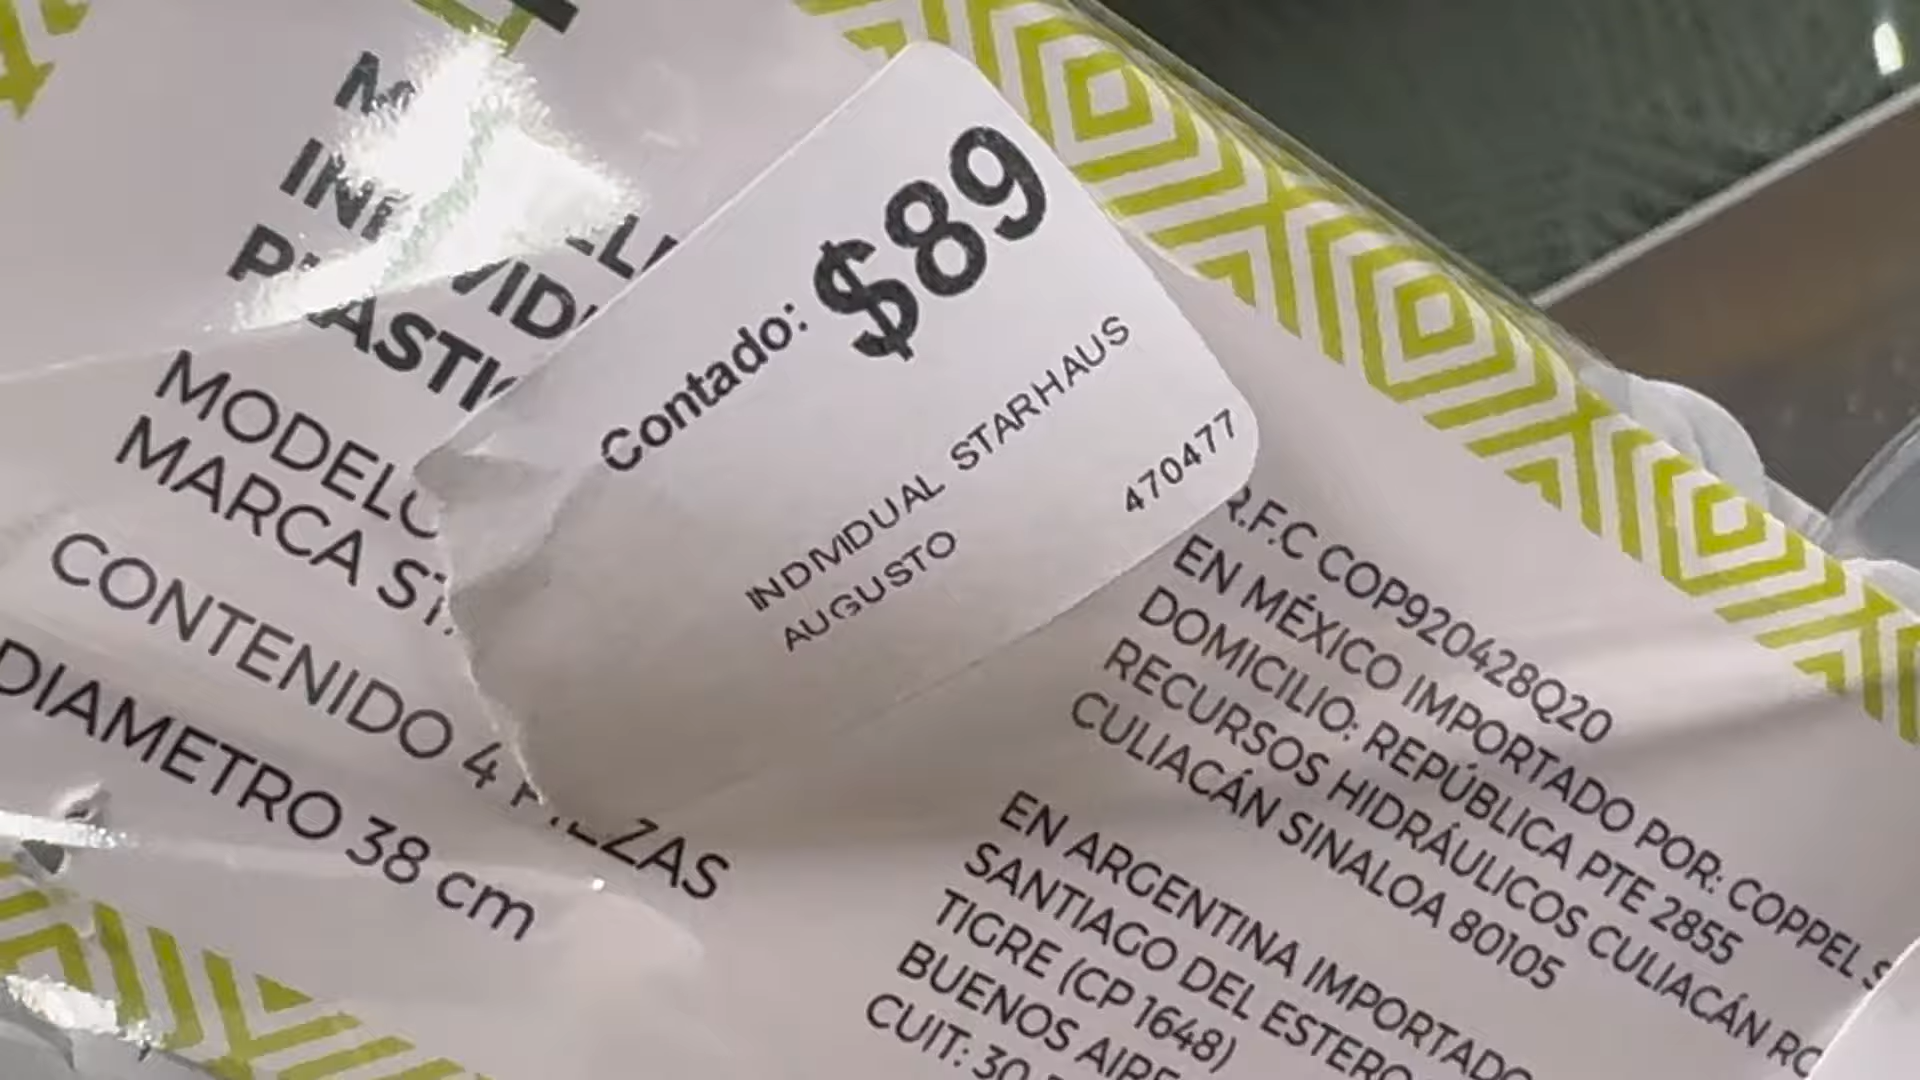 Contado: $89
INDIVIDUAL STARHAUS
AUGUSTO
470477
MODELO
MARCA
CONTENIDO 4 PIEZAS
DIAMETRO 38 cm
R.F.C COP920428Q20
EN MÉXICO IMPORTADO POR: COPPEL S
DOMICILIO: REPÚBLICA PTE 2855
RECURSOS HIDRÁULICOS CULIACÁN RO
CULIACÁN SINALOA 80105
EN ARGENTINA IMPORTADO
SANTIAGO DEL ESTERO
TIGRE (CP 1648)
BUENOS AIRE
CUIT: 30